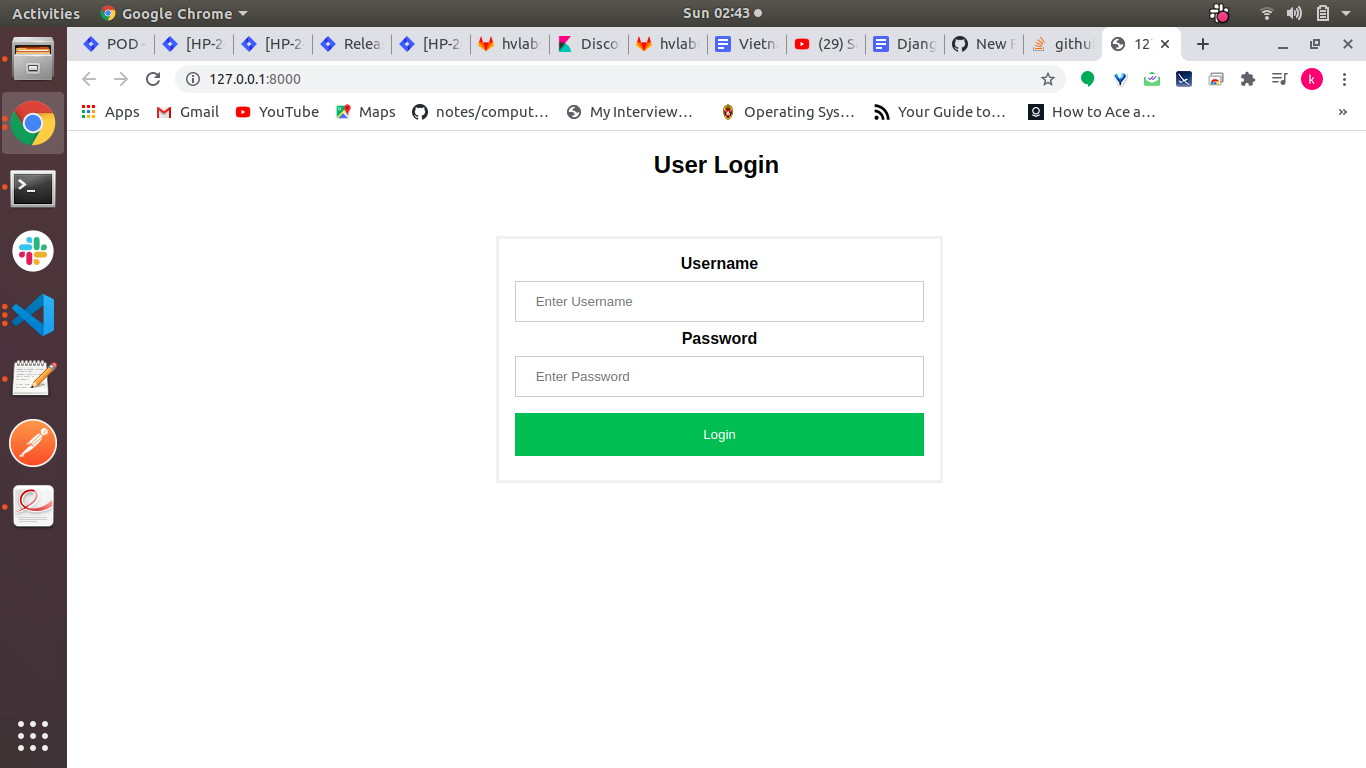 Activities
Google Chrome
Sun 02:43
POD -
[HP-2
[HP-2
Relea
[HP-2
hvlab
Disco
hvlab
Vietn
(29) S
Djang
New
githu
12
127.0.0.1:8000
k
Apps
Gmail
YouTube
Maps
notes/comput…
My Interview…
Operating Sys…
Your Guide to…
How to Ace a…
»
User Login
Username
Enter Username
Password
Enter Password
Login